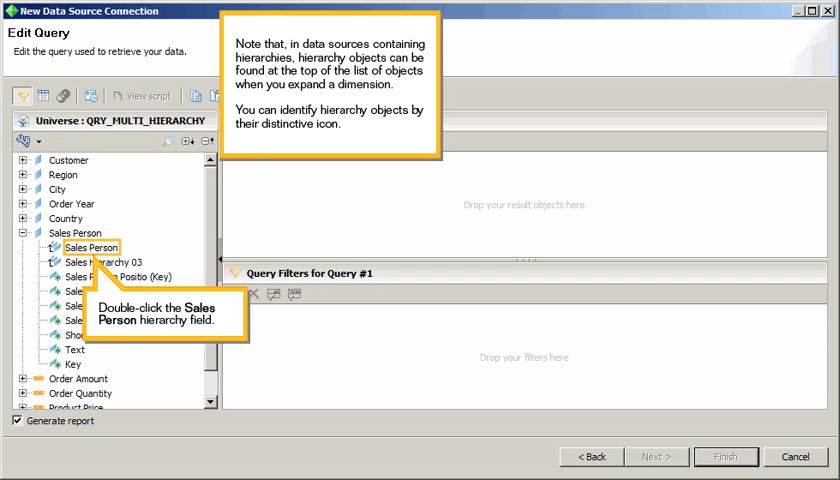 New Data Source Connection
Edit Query
Edit the query used to retrieve your data.
Note that, in data sources containing
hierarchies, hierarchy objects can be
found at the top of the list of objects
when you expand a dimension.
You can identify hierarchy objects by
their distinctive icon.
View script
Universe : QRY_MULTI_HIERARCHY
Customer
Region
City
Order Year
Country
Sales Person
Sales Person
Sales Hierarchy 03
Sales Positio (Key)
Double-click the Sales
Person hierarchy field.
Text
Key
Order Amount
Order Quantity
Product Price
Drop your result objects here
Query Filters for Query #1
Drop your filters here
Generate report
< Back
Next >
Finish
Cancel